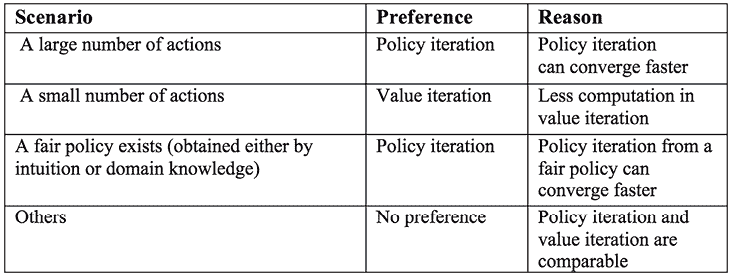 Scenario Preference Reason
A large number of actions Policy iteration Policy iteration
can converge faster
A small number of actions Value iteration Less computation in
value iteration
A fair policy exists (obtained either by Policy iteration Policy iteration from a
intuition or domain knowledge) fair policy can
converge faster
Others No preference Policy iteration and
value iteration are
comparable